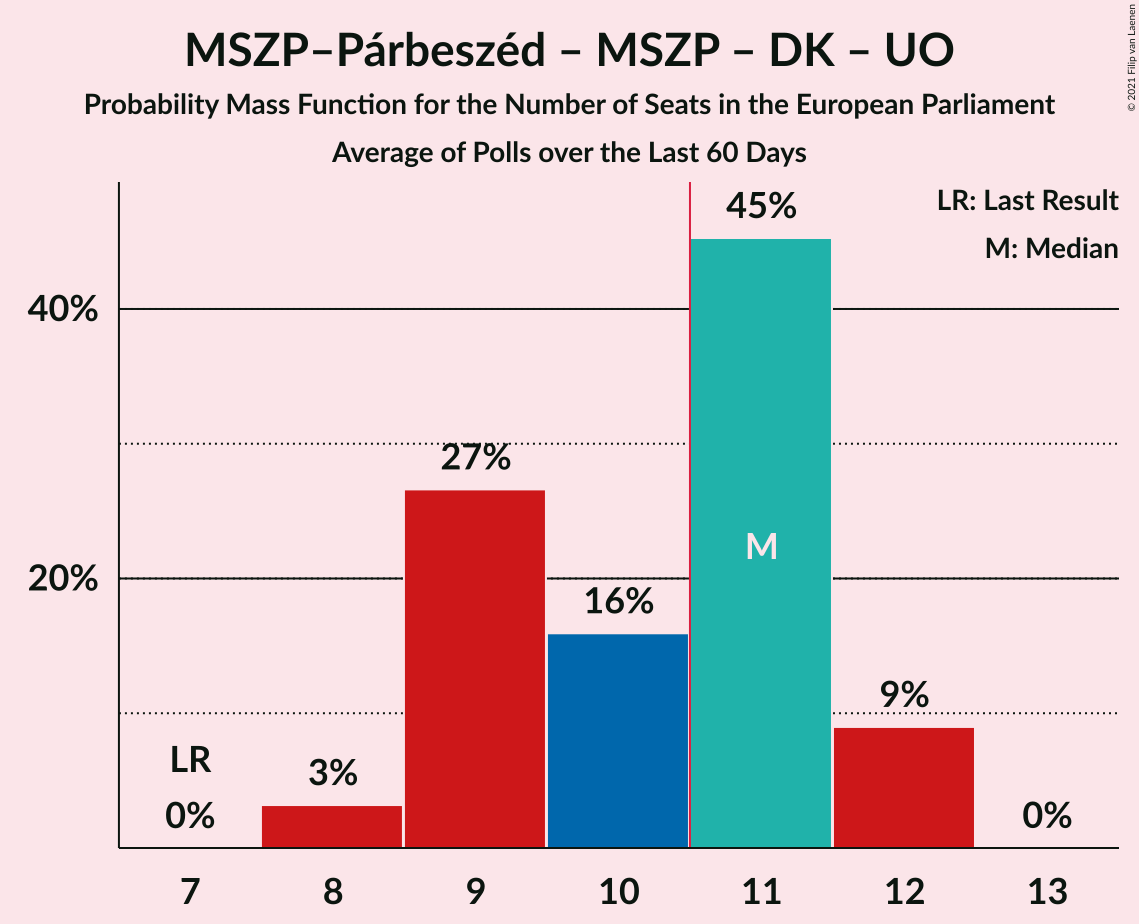 MSZP–Párbeszéd – MSZP – DK – UO
Probability Mass Function for the Number of Seats in the European Parliament
Average of Polls over the Last 60 Days
© 2021 Filip van Laenen
LR: Last Result
M: Median
45%
40%
27%
M
20%
16%
9%
LR
3%
0%
0%
7 8 9 10 11 12 13